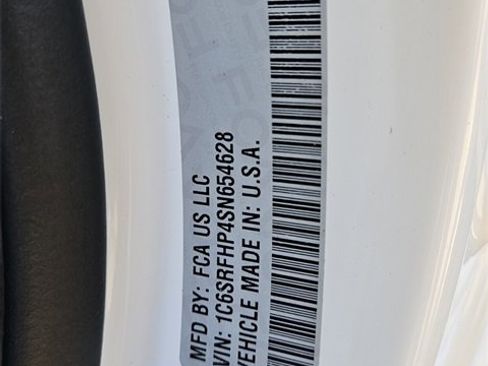 MFD BY: FCA US LLC
VIN: 1C6SRFHP4SN654628
VEHICLE MADE IN: U.S.A.